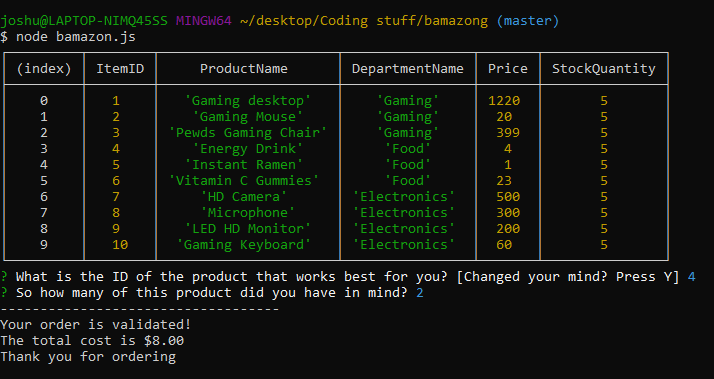 joshu@LAPTOP-NIMQ45SS MINGW64 ~/desktop/Coding stuff/bamazong (master)
$ node bamazon.js
(index) ItemID ProductName DepartmentName Price StockQuantity
0 1 'Gaming desktop' 'Gaming' 1220 5
1 2 'Gaming Mouse' 'Gaming' 20 5
2 3 'Pewds Gaming Chair' 'Gaming' 399 5
3 4 'Energy Drink' 'Food' 4 5
4 5 'Instant Ramen' 'Food' 1 5
5 6 'Vitamin C Gummies' 'Food' 23 5
6 7 'HD Camera' 'Electronics' 500 5
7 8 'Microphone' 'Electronics' 300 5
8 9 'LED HD Monitor' 'Electronics' 200 5
9 10 'Gaming Keyboard' 'Electronics' 60 5
? What is the ID of the product that works best for you? [Changed your mind? Press Y] 4
? So how many of this product did you have in mind? 2
----------------------------------
Your order is validated!
The total cost is $8.00
Thank you for ordering